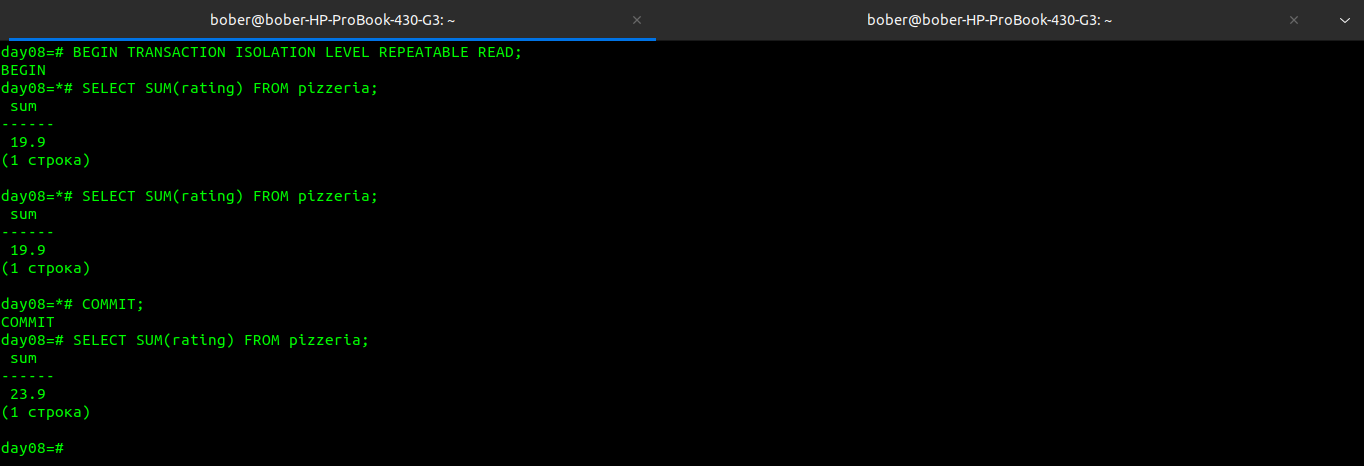 bober@bober-HP-ProBook-430-G3: ~ × bober@bober-HP-ProBook-430-G3: ~ ×
day08=# BEGIN TRANSACTION ISOLATION LEVEL REPEATABLE READ;
BEGIN
day08=*# SELECT SUM(rating) FROM pizzeria;
sum
------
19.9
(1 строка)
day08=*# SELECT SUM(rating) FROM pizzeria;
sum
------
19.9
(1 строка)
day08=*# COMMIT;
COMMIT
day08=# SELECT SUM(rating) FROM pizzeria;
sum
------
23.9
(1 строка)
day08=#